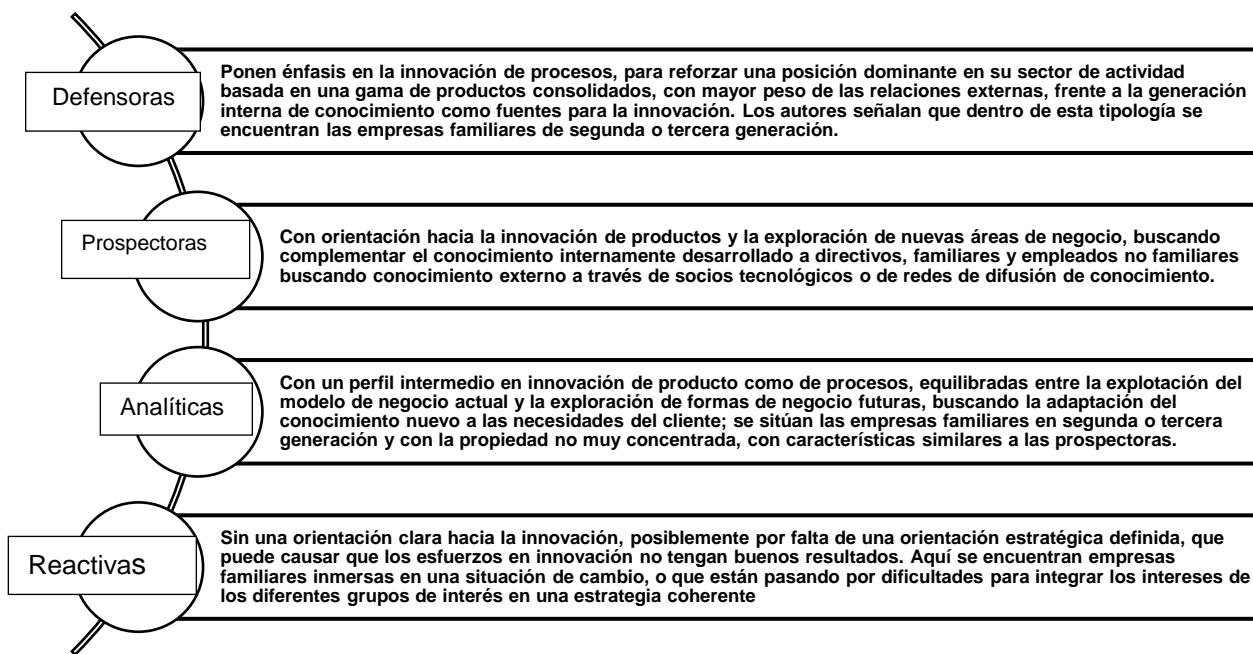 Defensoras
Ponen énfasis en la innovación de procesos, para reforzar una posición dominante en su sector de actividad
basada en una gama de productos consolidados, con mayor peso de las relaciones externas, frente a la generación
interna de conocimiento como fuentes para la innovación. Los autores señalan que dentro de esta tipología se
encuentran las empresas familiares de segunda o tercera generación.
Prospectoras
Con orientación hacia la innovación de productos y la exploración de nuevas áreas de negocio, buscando
complementar el conocimiento internamente desarrollado a directivos, familiares y empleados no familiares
buscando conocimiento externo a través de socios tecnológicos o de redes de difusión de conocimiento.
Analíticas
Con un perfil intermedio en innovación de producto como de procesos, equilibradas entre la explotación del
modelo de negocio actual y la exploración de formas de negocio futuras, buscando la adaptación del
conocimiento nuevo a las necesidades del cliente; se sitúan las empresas familiares en segunda o tercera
generación y con la propiedad no muy concentrada, con características similares a las prospectoras.
Reactivas
Sin una orientación clara hacia la innovación, posiblemente por falta de una orientación estratégica definida, que
puede causar que los esfuerzos en innovación no tengan buenos resultados. Aquí se encuentran empresas
familiares inmersas en una situación de cambio, o que están pasando por dificultades para integrar los intereses de
los diferentes grupos de interés en una estrategia coherente